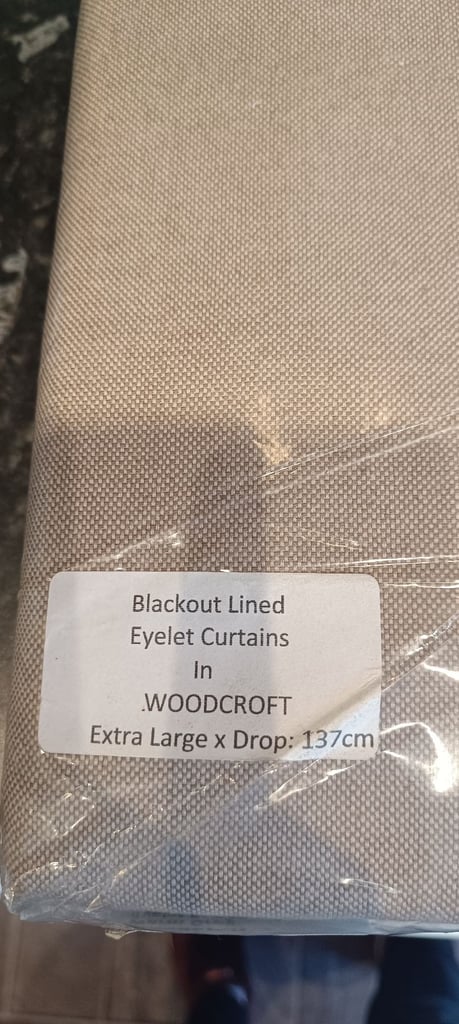 Blackout Lined
Eyelet Curtains
In
.WOODCROFT
Extra Large x Drop: 137cm